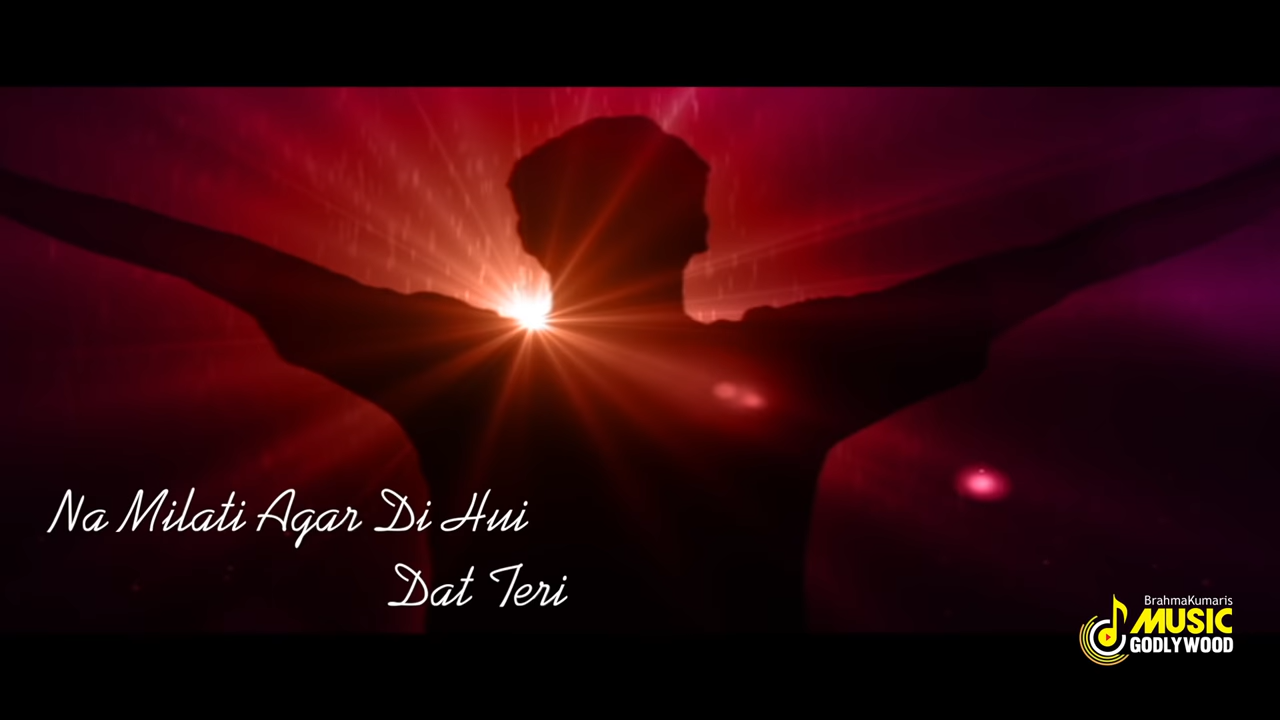 Na Milati Agar Di Hui
Dat Teri
BrahmaKumaris
MUSIC
GODLYWOOD